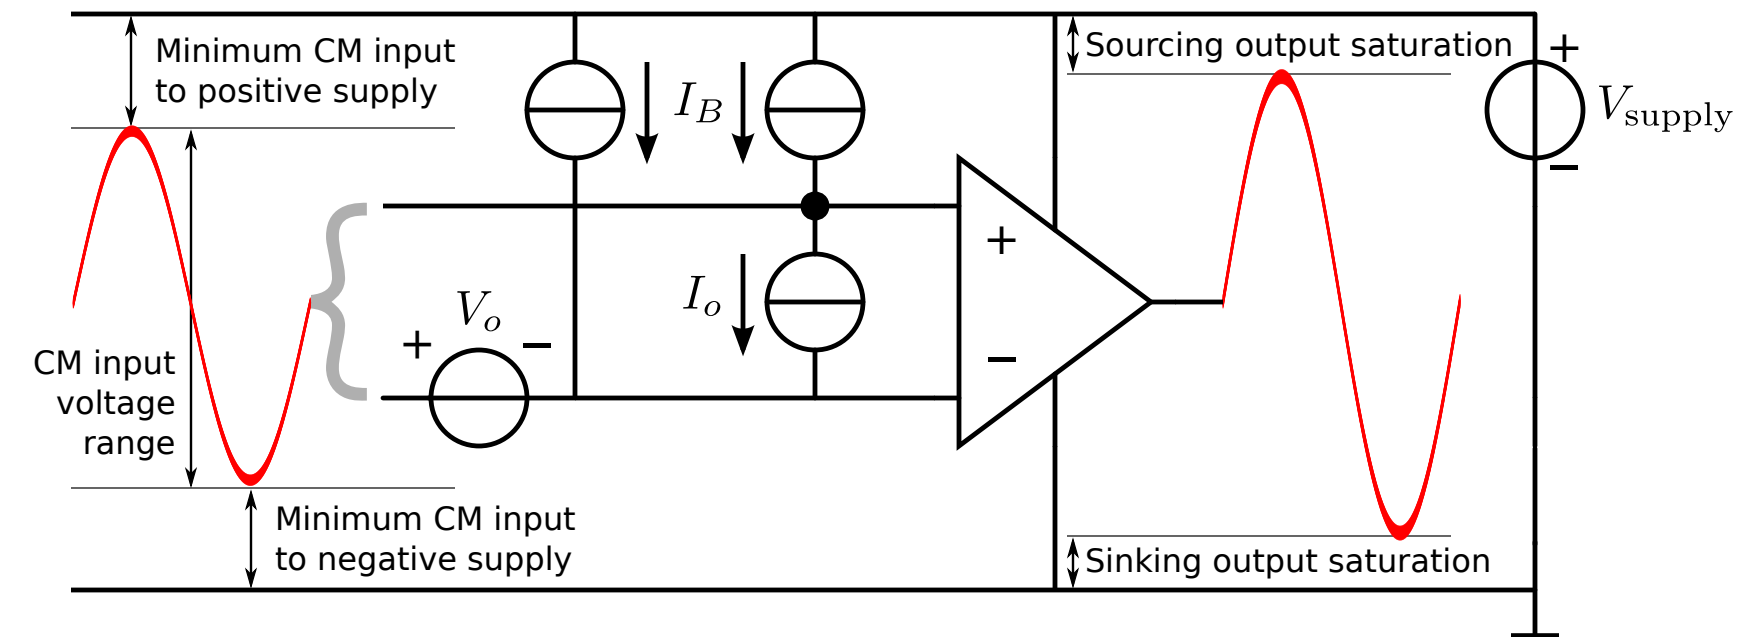 Minimum CM input
to positive supply
Sourcing output saturation
+
V_supply
−
I_B
+
−
I_o
V_o
+ −
CM input
voltage
range
Minimum CM input
to negative supply
Sinking output saturation